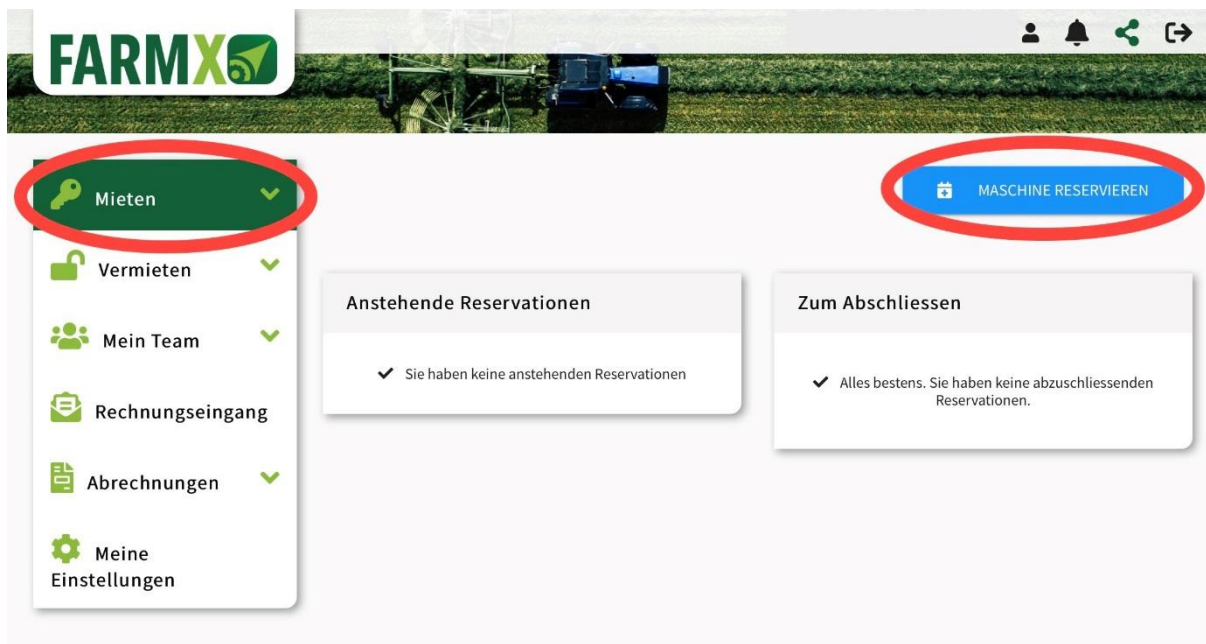 FARMX
Mieten
MASCHINE RESERVIEREN
Vermieten
Mein Team
Rechnungseingang
Abrechnungen
Meine
Einstellungen
Anstehende Reservationen
Sie haben keine anstehenden Reservationen
Zum Abschliessen
Alles bestens. Sie haben keine abzuschliessenden
Reservationen.